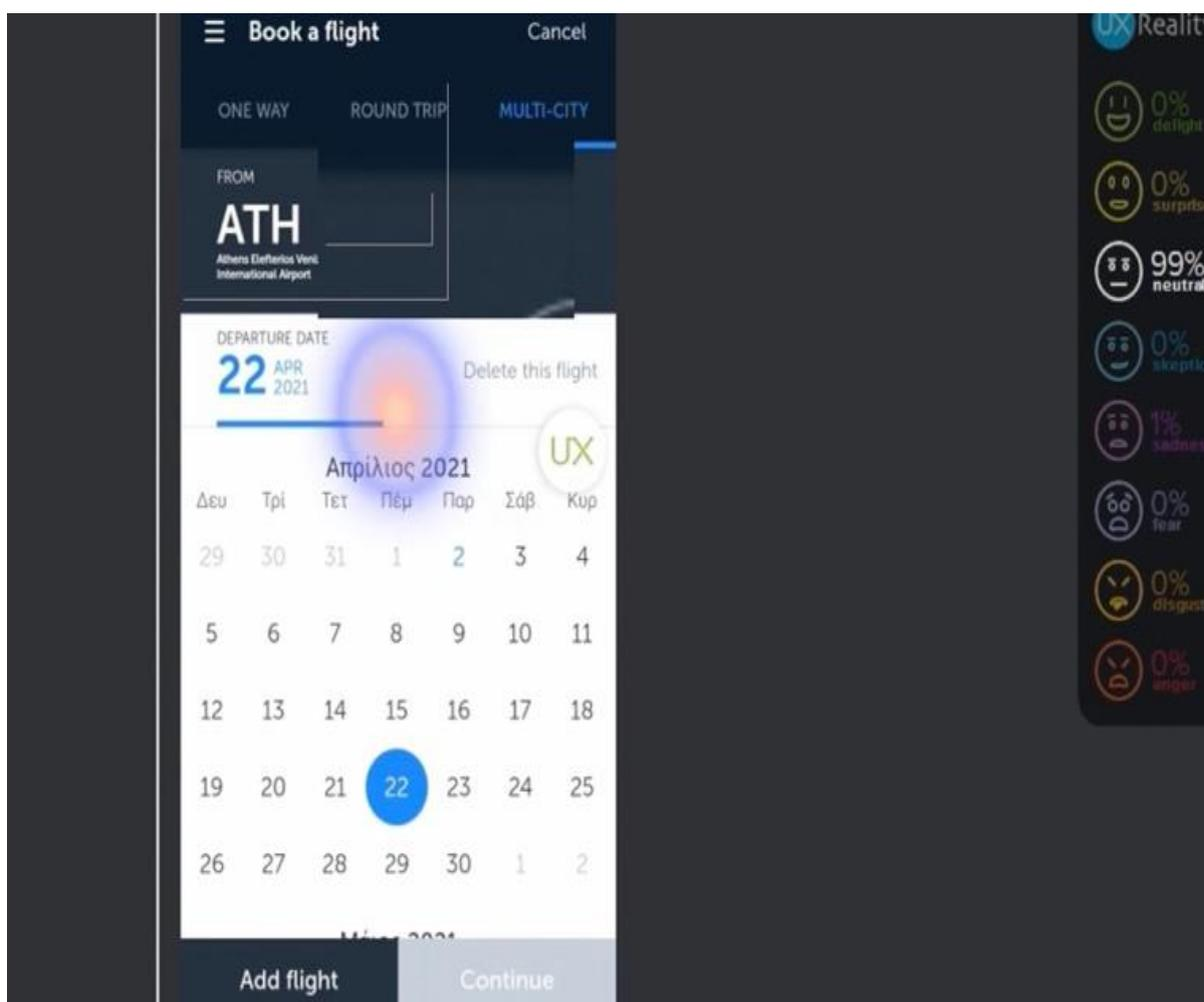 Book a flight Cancel
ONE WAY ROUND TRIP MULTI-CITY
FROM
ATH
Athens Elefterios Veni
International Airport
DEPARTURE DATE
22 APR 2021
Delete this flight
UX
Απρίλιος 2021
Δευ Τρί Τετ Πέμ Παρ Σάβ Κυρ
29 30 31 1 2 3 4
5 6 7 8 9 10 11
12 13 14 15 16 17 18
19 20 21 22 23 24 25
26 27 28 29 30 1 2
Add flight Continue
UX Realit
0%
delight
0%
surpris
99%
neutral
0%
skeptic
1%
sadnes
0%
fear
0%
disgust
0%
anger